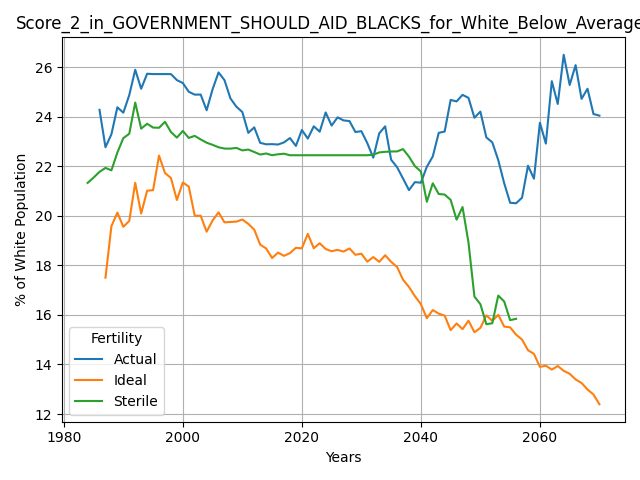 Score_2_in_GOVERNMENT_SHOULD_AID_BLACKS_for_White_Below_Average
% of White Population
26
24
22
20
18
16
14
12
Fertility
Actual
Ideal
Sterile
1980 2000 2020 2040 2060
Years